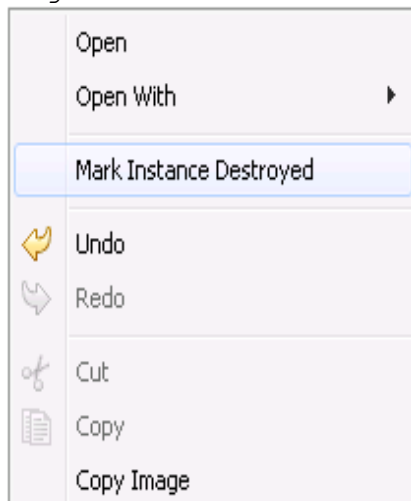 Open
Open With
Mark Instance Destroyed
Undo
Redo
Cut
Copy
Copy Image